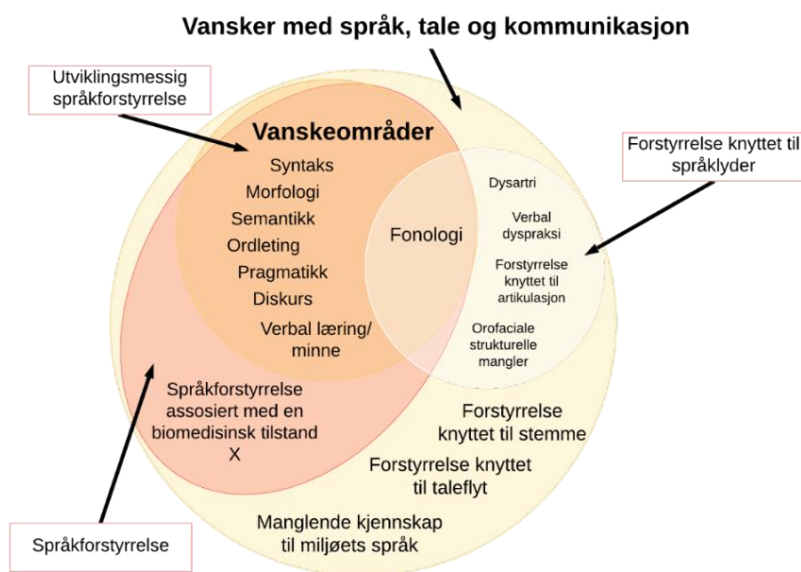 Vansker med språk, tale og kommunikasjon
Utviklingsmessig
språkforstyrrelse
Vanskeområder
Syntaks
Morfologi
Semantikk
Ordleting
Pragmatikk
Diskurs
Verbal læring/
minne
Fonologi
Dysartri
Verbal
dyspraksi
Forstyrrelse
knyttet til
artikulasjon
Orofaciale
strukturelle
mangler
Forstyrrelse knyttet til
språklyder
Språkforstyrrelse
assosiert med en
biomedisinsk tilstand
X
Forstyrrelse
knyttet til stemme
Forstyrrelse knyttet
til taleflyt
Manglende kjennskap
til miljøets språk
Språkforstyrrelse